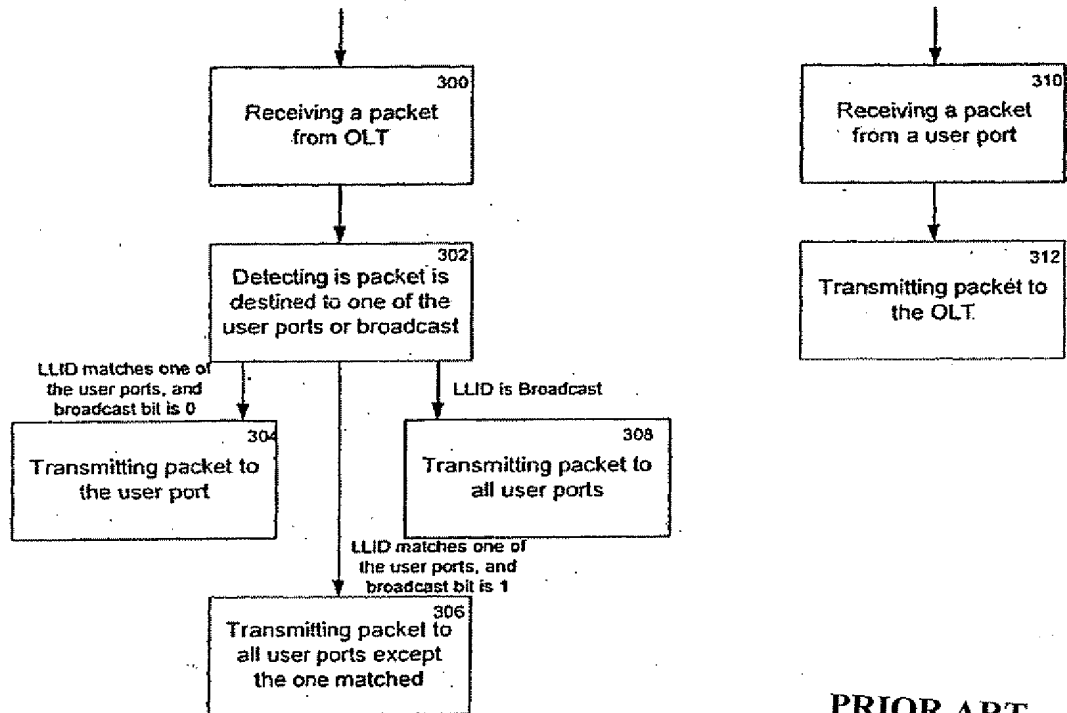 300
Receiving a packet
from OLT
302
Detecting is packet is
destined to one of the
user ports or broadcast
LLID matches one of
the user ports, and
broadcast bit is 0
LLID is Broadcast
304
Transmitting packet to
the user port
308
Transmitting packet to
all user ports
LLID matches one of
the user ports, and
broadcast bit is 1
306
Transmitting packet to
all user ports except
the one matched
310
Receiving a packet
from a user port
312
Transmitting packet to
the OLT
PRIOR ART